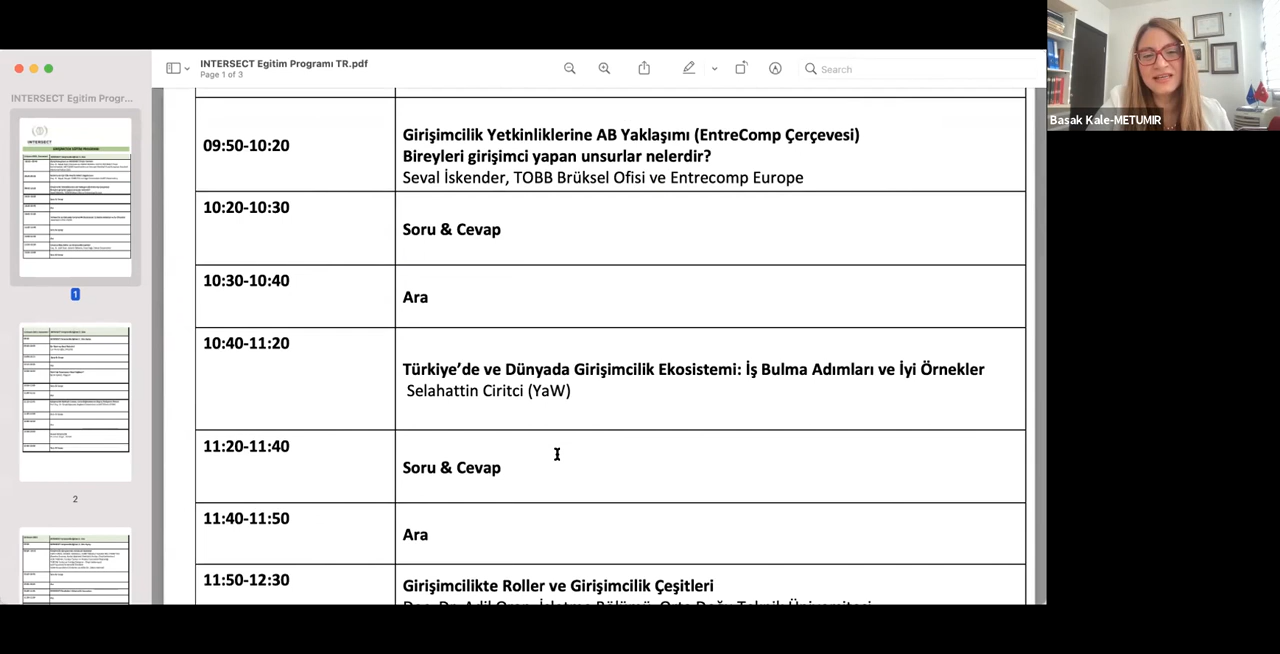 INTERSECT Egitim Programı TR.pdf
Page 1 of 3
Search
INTERSECT Egitim Progr...
INTERSECT
1
2
Basak Kale-METUMIR
09:50-10:20
Girişimcilik Yetkinliklerine AB Yaklaşımı (EntreComp Çerçevesi)
Bireyleri girişimci yapan unsurlar nelerdir?
Seval İskender, TOBB Brüksel Ofisi ve Entrecomp Europe
10:20-10:30
Soru & Cevap
10:30-10:40
Ara
10:40-11:20
Türkiye’de ve Dünyada Girişimcilik Ekosistemi: İş Bulma Adımları ve İyi Örnekler
Selahattin Ciritci (YaW)
11:20-11:40
Soru & Cevap
11:40-11:50
Ara
11:50-12:30
Girişimcilikte Roller ve Girişimcilik Çeşitleri